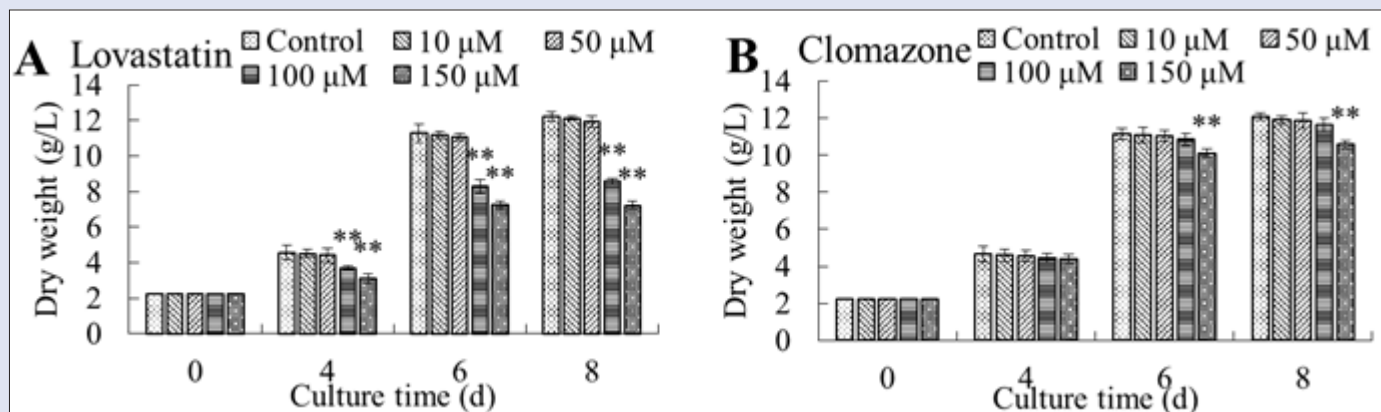 A Lovastatin
Control 10 μM 50 μM
100 μM 150 μM
Dry weight (g/L)
14
12
10
8
6
4
2
0
** **
** **
** **
0 4 6 8
Culture time (d)
B Clomazone
Control 10 μM 50 μM
100 μM 150 μM
Dry weight (g/L)
14
12
10
8
6
4
2
0
** **
0 4 6 8
Culture time (d)